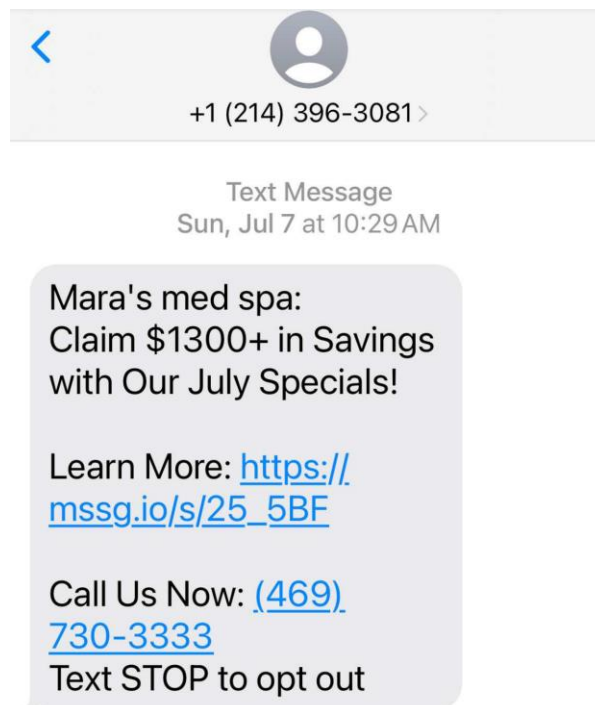 +1 (214) 396-3081
Text Message
Sun, Jul 7 at 10:29 AM
Mara's med spa:
Claim $1300+ in Savings
with Our July Specials!
Learn More: https://
mssg.io/s/25_5BF
Call Us Now: (469)
730-3333
Text STOP to opt out